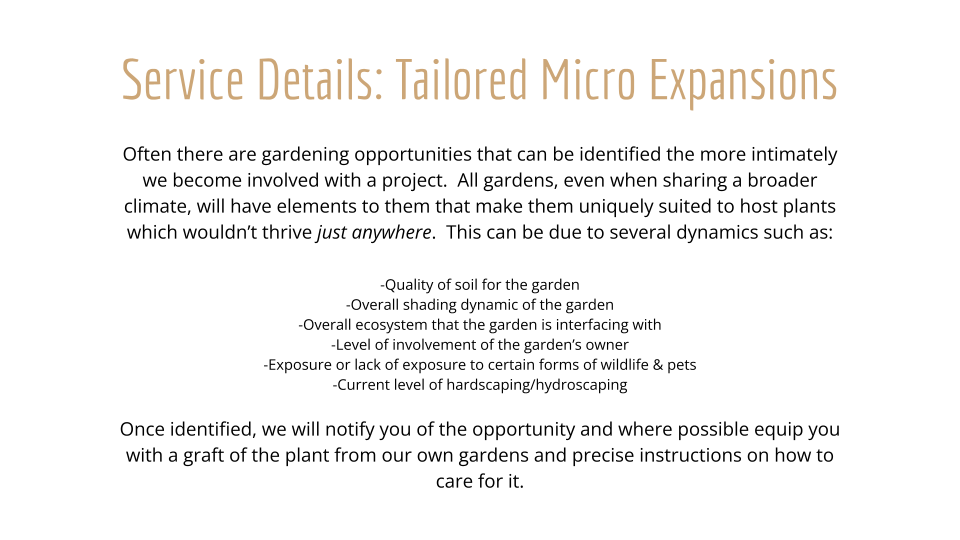 Service Details: Tailored Micro Expansions
Often there are gardening opportunities that can be identified the more intimately
we become involved with a project.  All gardens, even when sharing a broader
climate, will have elements to them that make them uniquely suited to host plants
which wouldn’t thrive just anywhere.  This can be due to several dynamics such as:
-Quality of soil for the garden
-Overall shading dynamic of the garden
-Overall ecosystem that the garden is interfacing with
-Level of involvement of the garden’s owner
-Exposure or lack of exposure to certain forms of wildlife & pets
-Current level of hardscaping/hydroscaping
Once identified, we will notify you of the opportunity and where possible equip you
with a graft of the plant from our own gardens and precise instructions on how to
care for it.